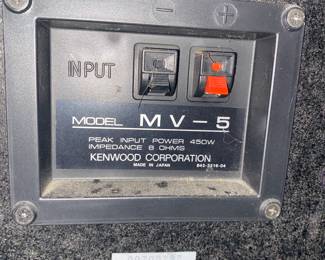 - +
INPUT
MODEL MV-5
PEAK INPUT POWER 450W
IMPEDANCE 8 OHMS
KENWOOD CORPORATION
MADE IN JAPAN